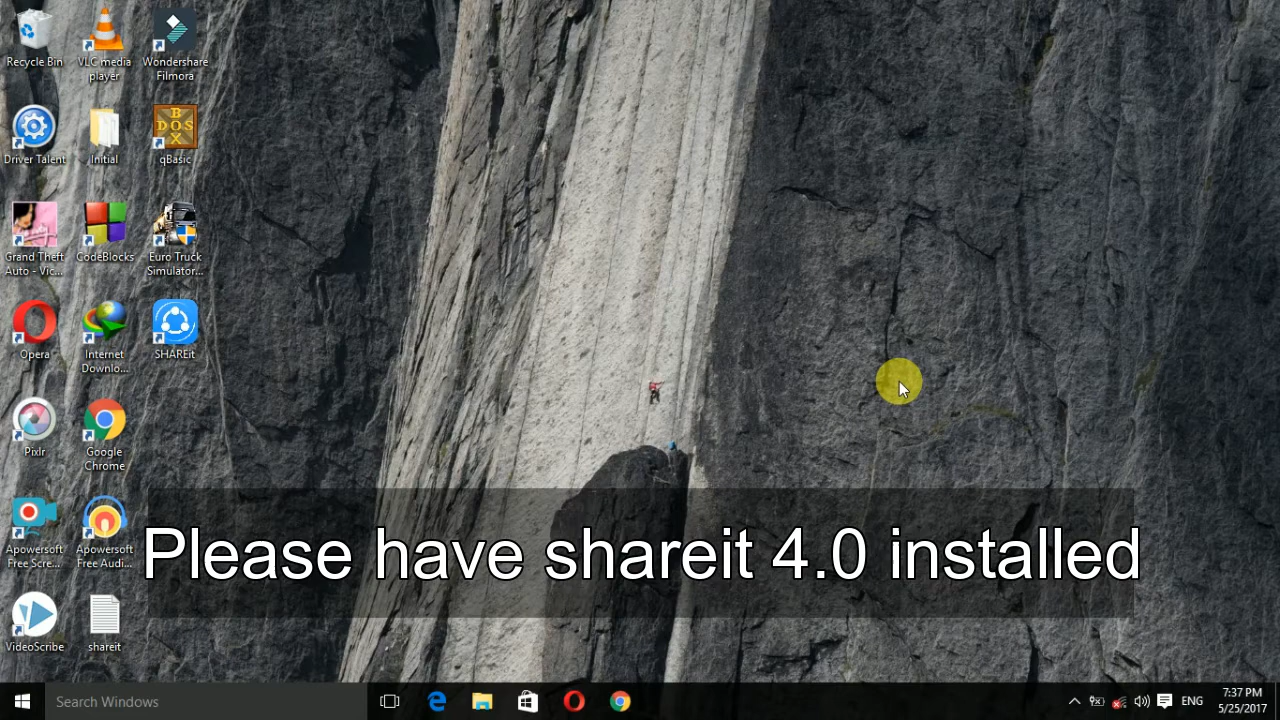 Recycle Bin
VLC media
player
Wondershare
Filmora
Driver Talent
Initial
B
DOS
X
qBasic
Grand Theft
Auto - Vic...
CodeBlocks
Euro Truck
Simulator...
Opera
Internet
Downlo...
SHAREit
Pixlr
Google
Chrome
Apowersoft
Free Scre...
Apowersoft
Free Audi...
Please have shareit 4.0 installed
VideoScribe
shareit
Search Windows
ENG
7:37 PM
5/25/2017